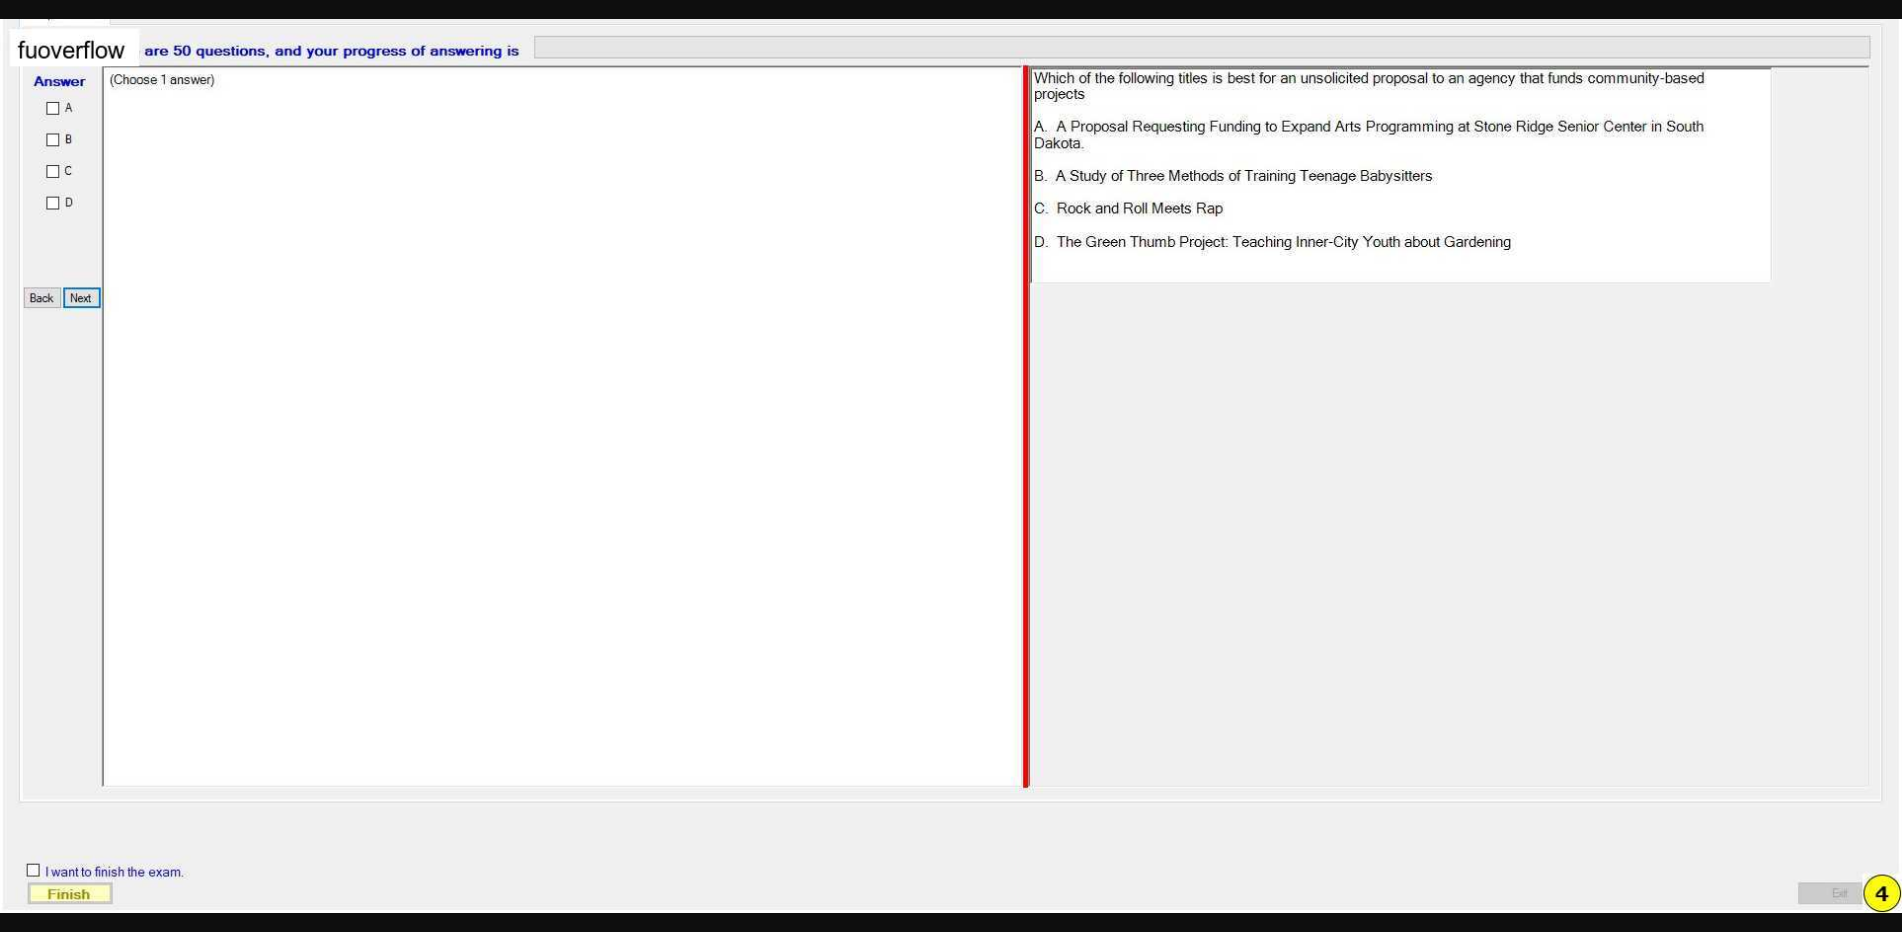 fuoverflow are 50 questions, and your progress of answering is
Answer
(Choose 1 answer)
A
B
C
D
Back Next
Which of the following titles is best for an unsolicited proposal to an agency that funds community-based
projects
A. A Proposal Requesting Funding to Expand Arts Programming at Stone Ridge Senior Center in South
Dakota.
B. A Study of Three Methods of Training Teenage Babysitters
C. Rock and Roll Meets Rap
D. The Green Thumb Project: Teaching Inner-City Youth about Gardening
I want to finish the exam.
Finish
Exit
4